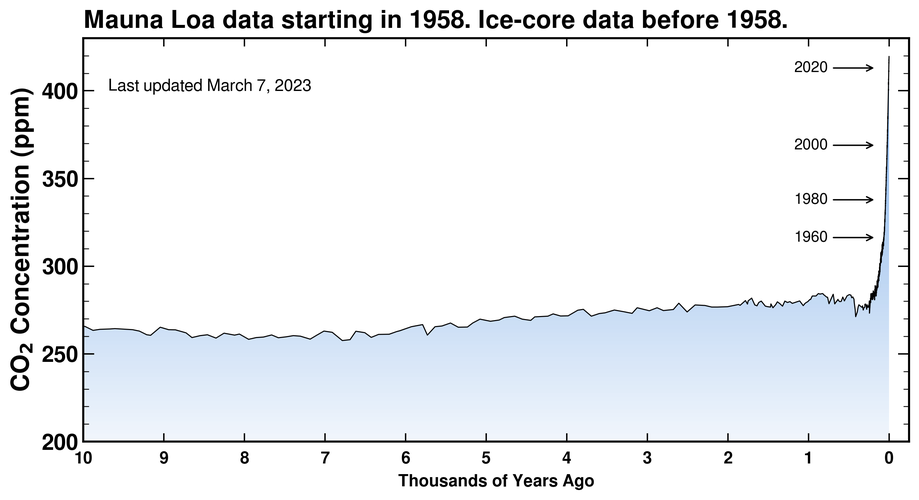 Mauna Loa data starting in 1958. Ice-core data before 1958.
Last updated March 7, 2023
2020
2000
1980
1960
CO₂ Concentration (ppm)
400
350
300
250
200
10 9 8 7 6 5 4 3 2 1 0
Thousands of Years Ago